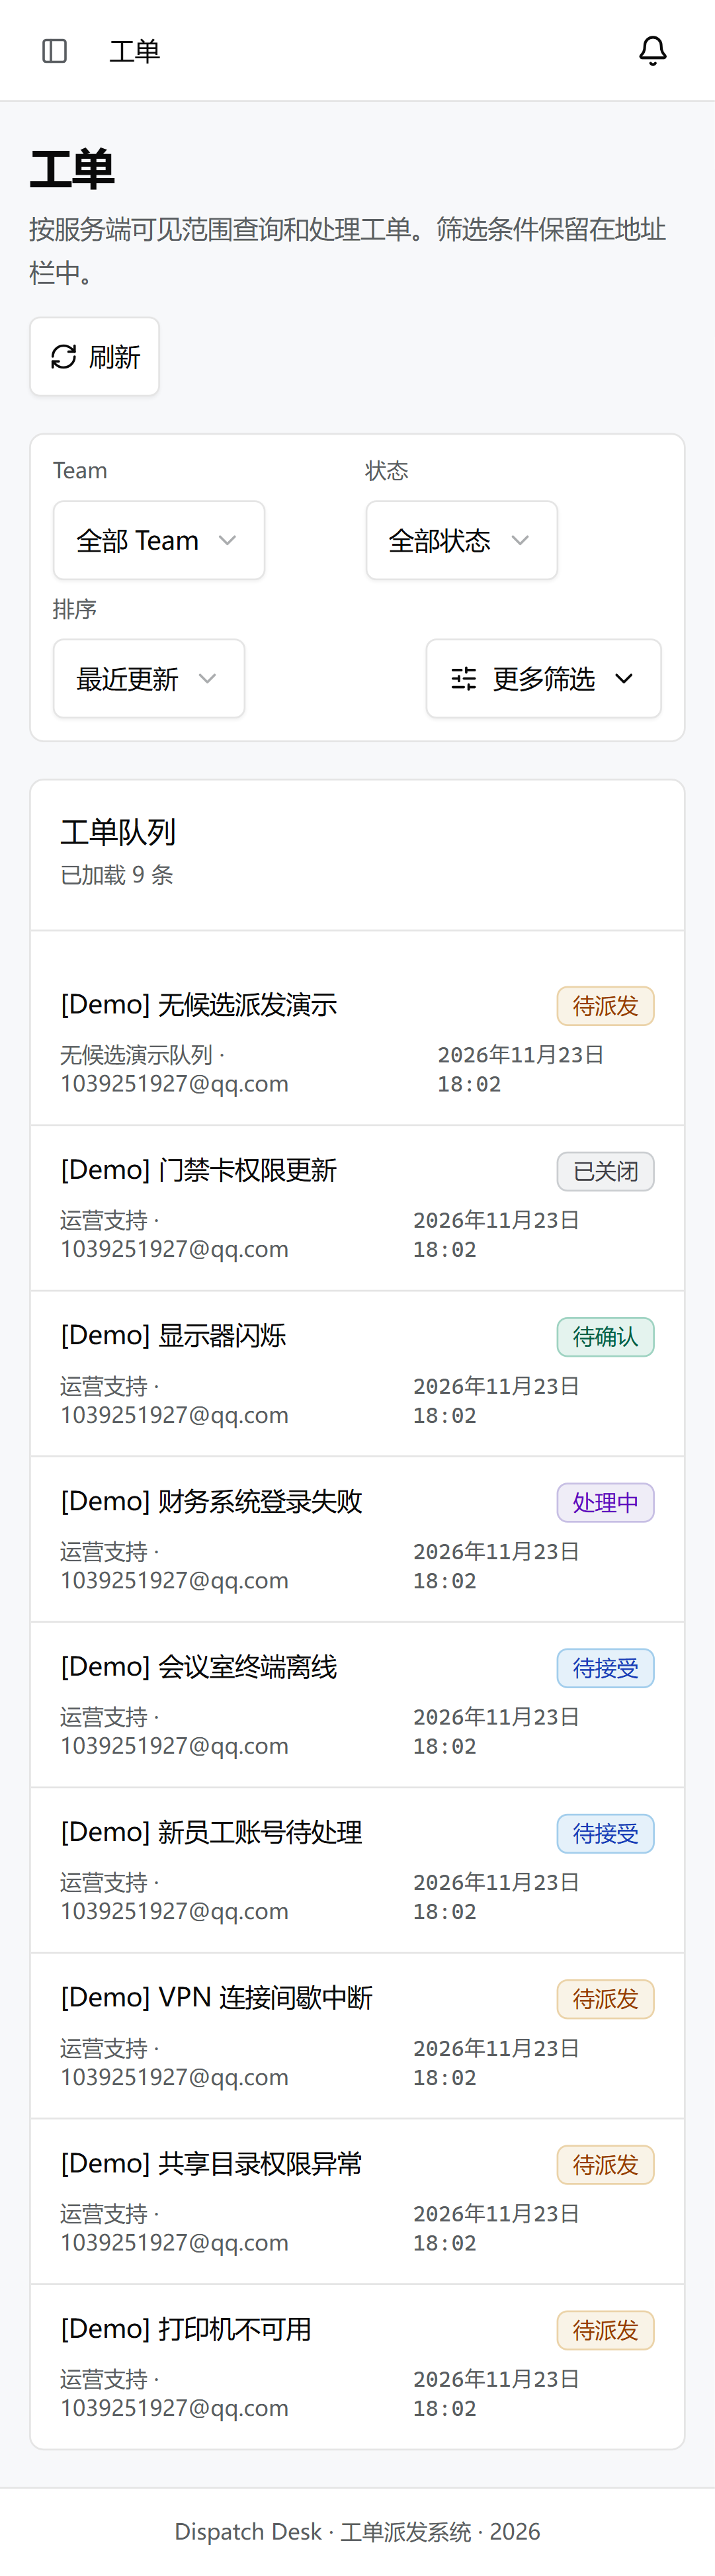 工单
工单
按服务端可见范围查询和处理工单。筛选条件保留在地址
栏中。
刷新
Team
状态
全部 Team
全部状态
排序
最近更新
更多筛选
工单队列
已加载 9 条
[Demo] 无候选派发演示
待派发
无候选演示队列 ·
1039251927@qq.com
2026年11月23日
18:02
[Demo] 门禁卡权限更新
已关闭
运营支持 ·
1039251927@qq.com
2026年11月23日
18:02
[Demo] 显示器闪烁
待确认
运营支持 ·
1039251927@qq.com
2026年11月23日
18:02
[Demo] 财务系统登录失败
处理中
运营支持 ·
1039251927@qq.com
2026年11月23日
18:02
[Demo] 会议室终端离线
待接受
运营支持 ·
1039251927@qq.com
2026年11月23日
18:02
[Demo] 新员工账号待处理
待接受
运营支持 ·
1039251927@qq.com
2026年11月23日
18:02
[Demo] VPN 连接间歇中断
待派发
运营支持 ·
1039251927@qq.com
2026年11月23日
18:02
[Demo] 共享目录权限异常
待派发
运营支持 ·
1039251927@qq.com
2026年11月23日
18:02
[Demo] 打印机不可用
待派发
运营支持 ·
1039251927@qq.com
2026年11月23日
18:02
Dispatch Desk · 工单派发系统 · 2026